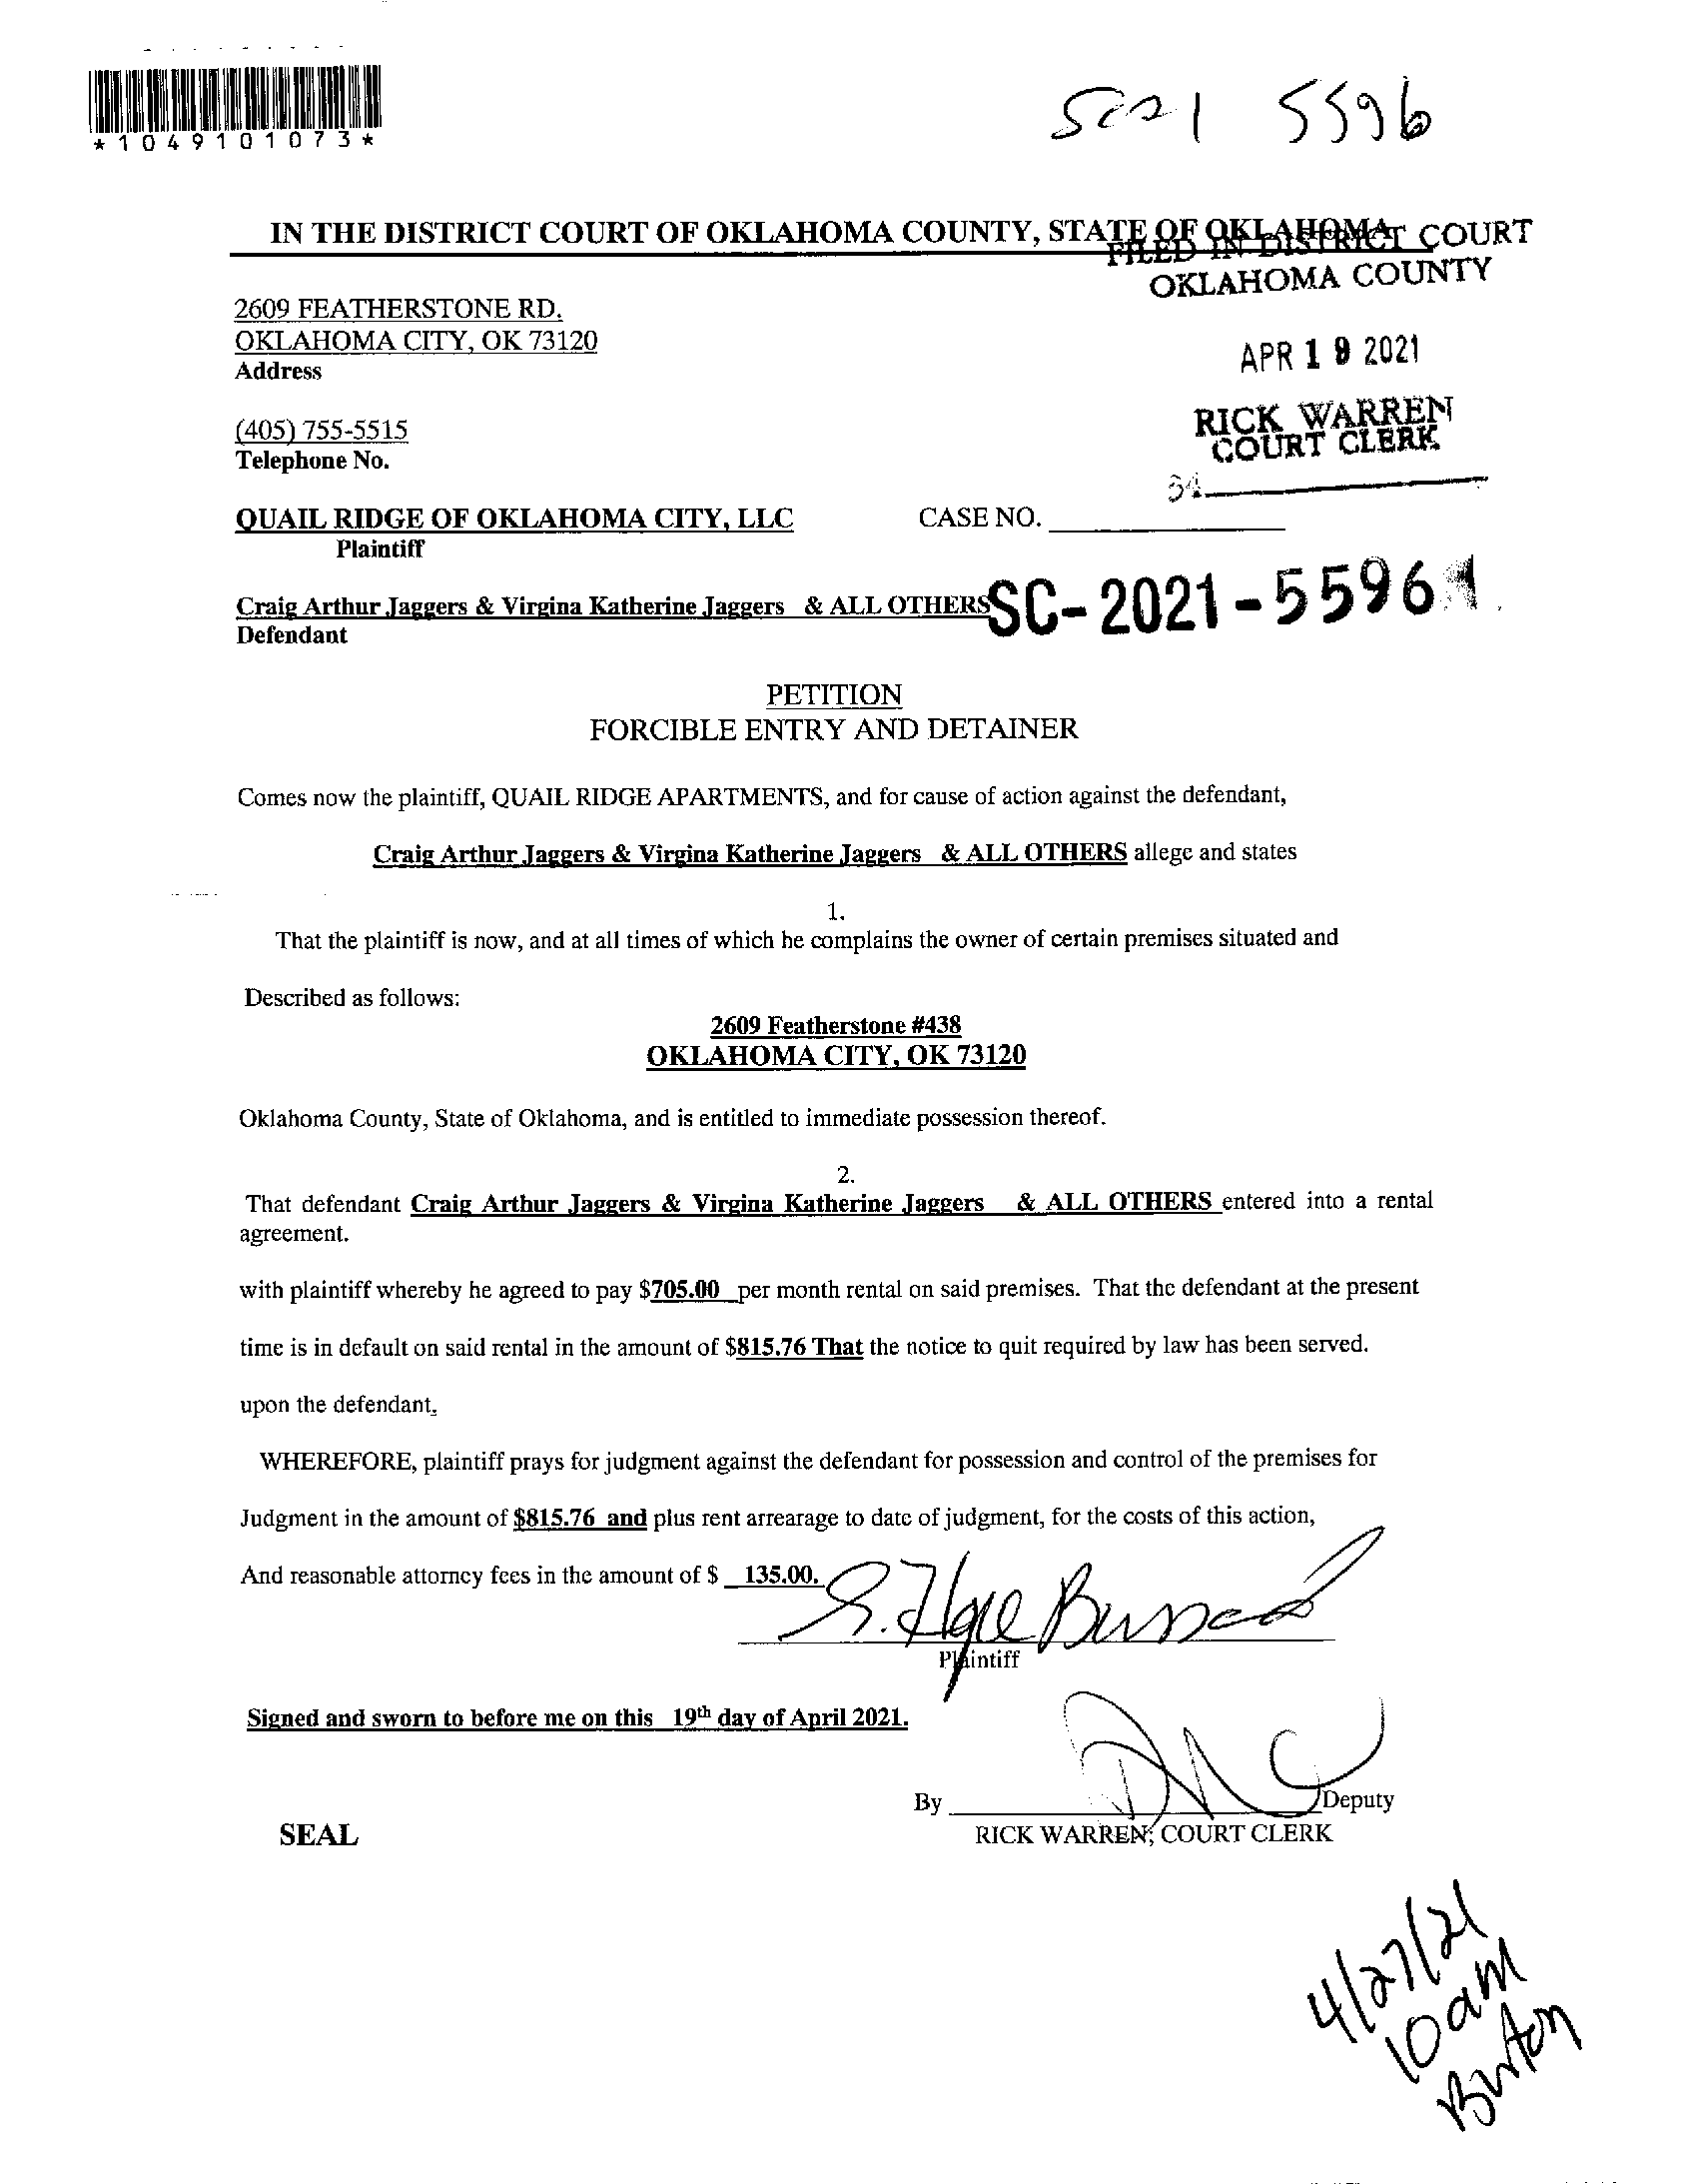 *1049101073*
SC21 5596
IN THE DISTRICT COURT OF OKLAHOMA COUNTY, STATE OF OKLAHOMA
FILED IN DISTRICT COURT
OKLAHOMA COUNTY
2609 FEATHERSTONE RD.
OKLAHOMA CITY, OK 73120
Address
APR 19 2021
RICK WARREN
COURT CLERK
(405) 755-5515
Telephone No.
34
QUAIL RIDGE OF OKLAHOMA CITY, LLC CASE NO.
Plaintiff
Craig Arthur Jaggers & Virgina Katherine Jaggers & ALL OTHERS SC-2021-5596
Defendant
PETITION
FORCIBLE ENTRY AND DETAINER
Comes now the plaintiff, QUAIL RIDGE APARTMENTS, and for cause of action against the defendant,
Craig Arthur Jaggers & Virgina Katherine Jaggers & ALL OTHERS allege and states
1.
That the plaintiff is now, and at all times of which he complains the owner of certain premises situated and
Described as follows:
2609 Featherstone #438
OKLAHOMA CITY, OK 73120
Oklahoma County, State of Oklahoma, and is entitled to immediate possession thereof.
2.
That defendant Craig Arthur Jaggers & Virgina Katherine Jaggers & ALL OTHERS entered into a rental
agreement.
with plaintiff whereby he agreed to pay $705.00 per month rental on said premises. That the defendant at the present
time is in default on said rental in the amount of $815.76 That the notice to quit required by law has been served.
upon the defendant.
WHEREFORE, plaintiff prays for judgment against the defendant for possession and control of the premises for
Judgment in the amount of $815.76 and plus rent arrearage to date of judgment, for the costs of this action,
And reasonable attorney fees in the amount of $ 135.00.
Plaintiff
Signed and sworn to before me on this 19th day of April 2021.
By Deputy
SEAL
RICK WARREN, COURT CLERK
4/27/21
10am
Burton